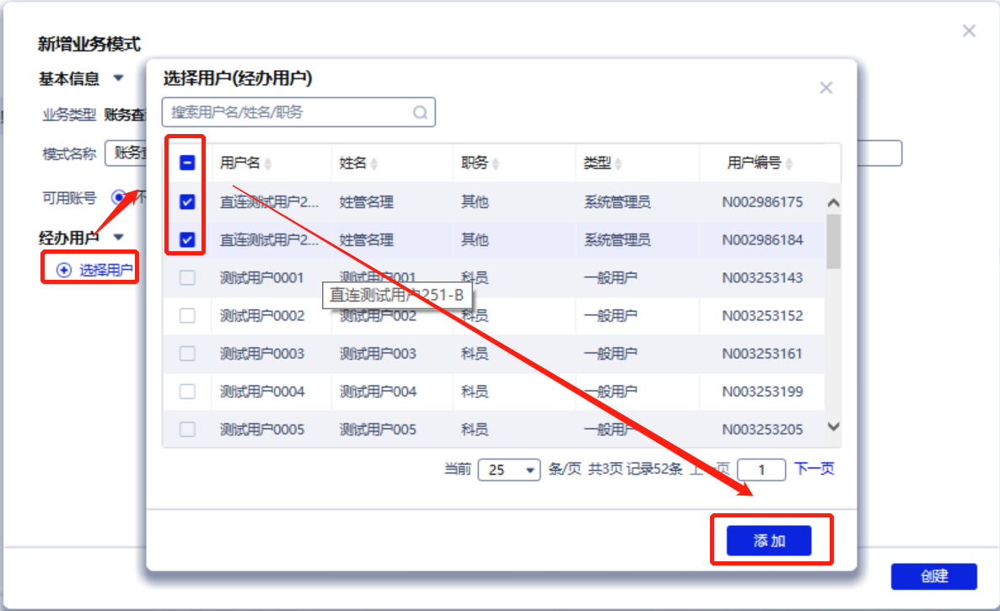 新增业务模式
基本信息
业务类型 账务查
模式名称 账务
可用账号
经办用户
选择用户
选择用户(经办用户)
搜索用户名/姓名/职务
用户名 姓名 职务 类型 用户编号
直连测试用户2... 姓管名理 其他 系统管理员 N002986175
直连测试用户2... 姓管名理 其他 系统管理员 N002986184
测试用户0001 测试用户001 科员 一般用户 N003253143
直连测试用户251-B
测试用户0002 测试用户002 科员 一般用户 N003253152
测试用户0003 测试用户003 科员 一般用户 N003253161
测试用户0004 测试用户004 科员 一般用户 N003253199
测试用户0005 测试用户005 科员 一般用户 N003253205
当前 25 条/页 共3页 记录52条 上一页 1 下一页
添加
创建